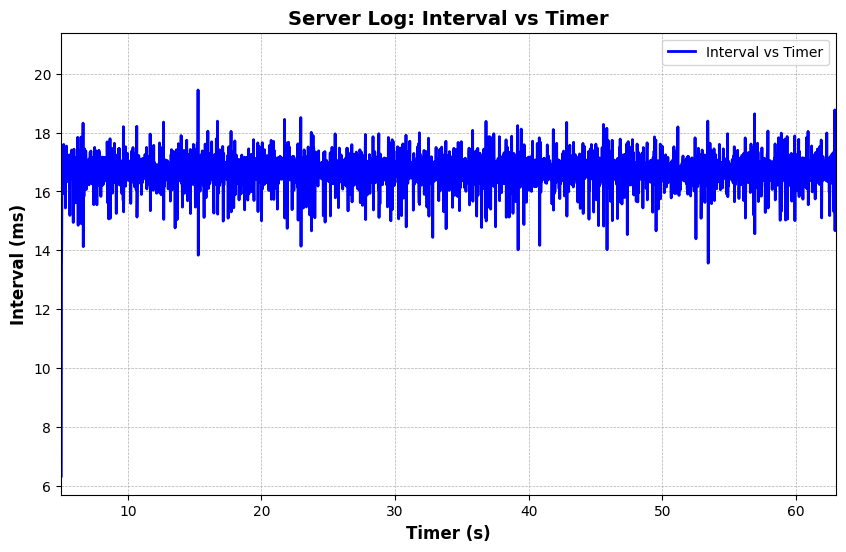 Server Log: Interval vs Timer
Interval vs Timer
20
18
16
14
12
10
8
6
Interval (ms)
10 20 30 40 50 60
Timer (s)